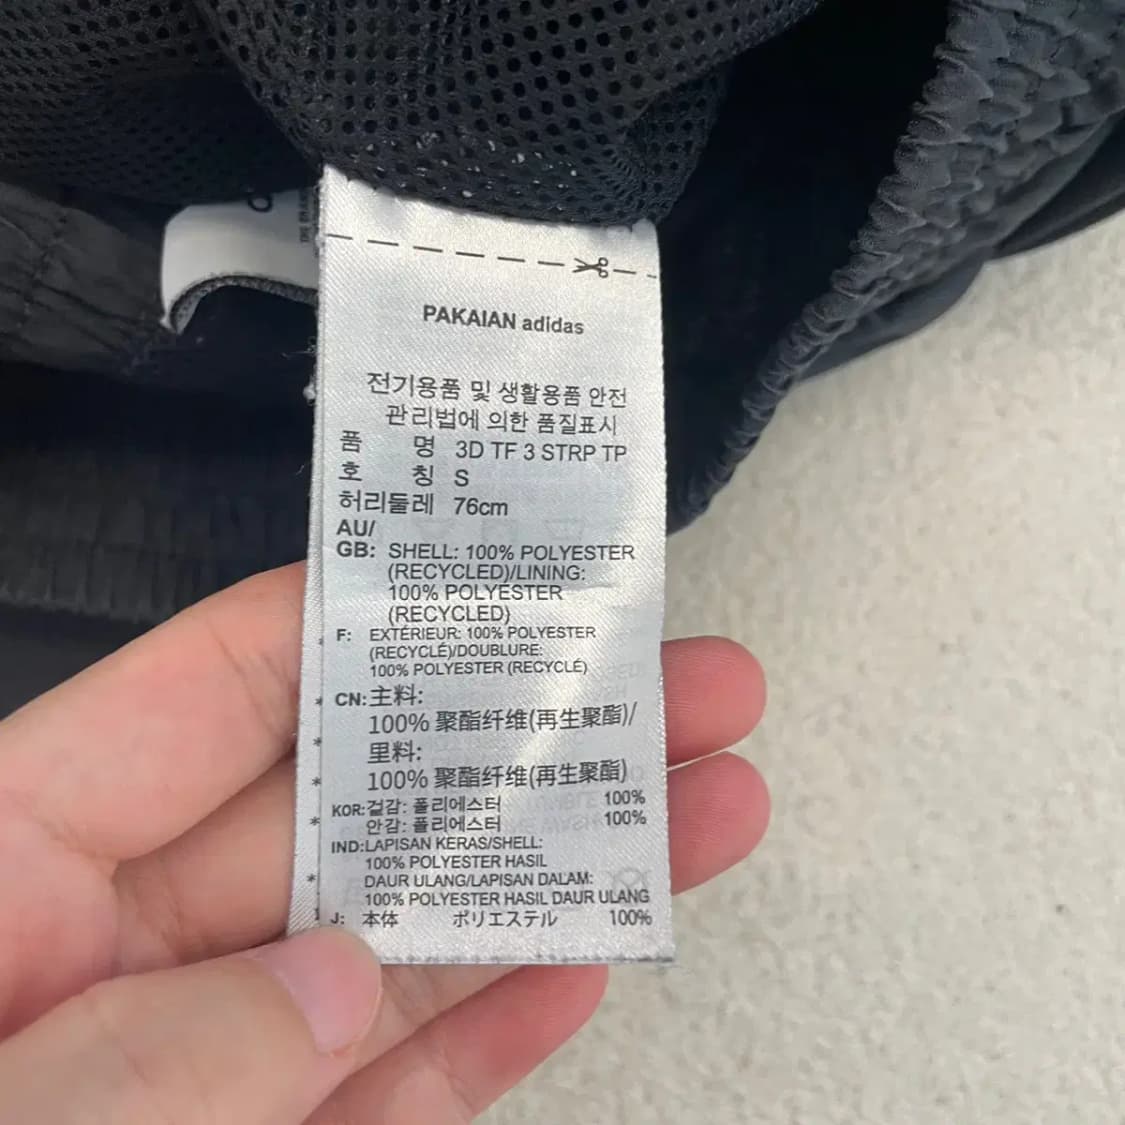 PAKAIAN adidas
전기용품 및 생활용품 안전
관리법에 의한 품질표시
품 명 3D TF 3 STRP TP
호 칭 S
허리둘레 76cm
AU/
GB: SHELL: 100% POLYESTER
(RECYCLED)/LINING:
100% POLYESTER
(RECYCLED)
F: EXTÉRIEUR: 100% POLYESTER
(RECYCLÉ)/DOUBLURE:
100% POLYESTER (RECYCLÉ)
CN: 主料:
100% 聚酯纤维(再生聚酯)/
里料:
100% 聚酯纤维(再生聚酯)
KOR: 겉감: 폴리에스터 100%
안감: 폴리에스터 100%
IND: LAPISAN KERAS/SHELL:
100% POLYESTER HASIL
DAUR ULANG/LAPISAN DALAM:
100% POLYESTER HASIL DAUR ULANG
J: 本体 ポリエステル 100%